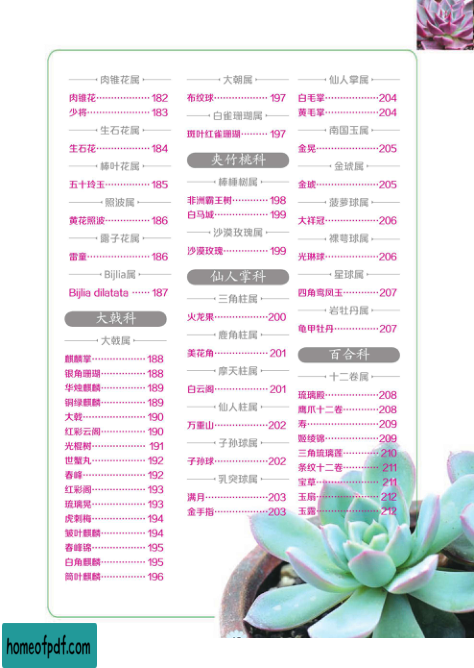 肉锥花属
肉锥花 182
少将 183
生石花属
生石花 184
棒叶花属
五十铃玉 185
照波属
黄花照波 186
露子花属
雷童 186
Bijlia属
Bijlia dilatata 187
大戟科
大戟属
麒麟掌 188
银角珊瑚 188
华烛麒麟 189
铜绿麒麟 189
大戟 190
红彩云阁 190
光棍树 191
世蟹丸 192
春峰 192
红彩阁 193
琉璃晃 193
虎刺梅 194
皱叶麒麟 194
春峰锦 195
白角麒麟 195
筒叶麒麟 196
大朝属
布纹球 197
白雀珊瑚属
斑叶红雀珊瑚 197
夹竹桃科
棒棰树属
非洲霸王树 198
白马城 199
沙漠玫瑰属
沙漠玫瑰 199
仙人掌科
三角柱属
火龙果 200
鹿角柱属
美花角 201
摩天柱属
白云阁 201
仙人柱属
万重山 202
子孙球属
子孙球 202
乳突球属
满月 203
金手指 203
仙人掌属
白毛掌 204
黄毛掌 204
南国玉属
金晃 205
金琥属
金琥 205
菠萝球属
大祥冠 206
裸萼球属
光琳球 206
星球属
四角鸾凤玉 207
岩牡丹属
龟甲牡丹 207
百合科
十二卷属
琉璃殿 208
鹰爪十二卷 208
寿 209
姬绫锦 209
三角琉璃莲 210
条纹十二卷 211
宝草 211
玉扇 212
玉露 212
homeofpdf.com